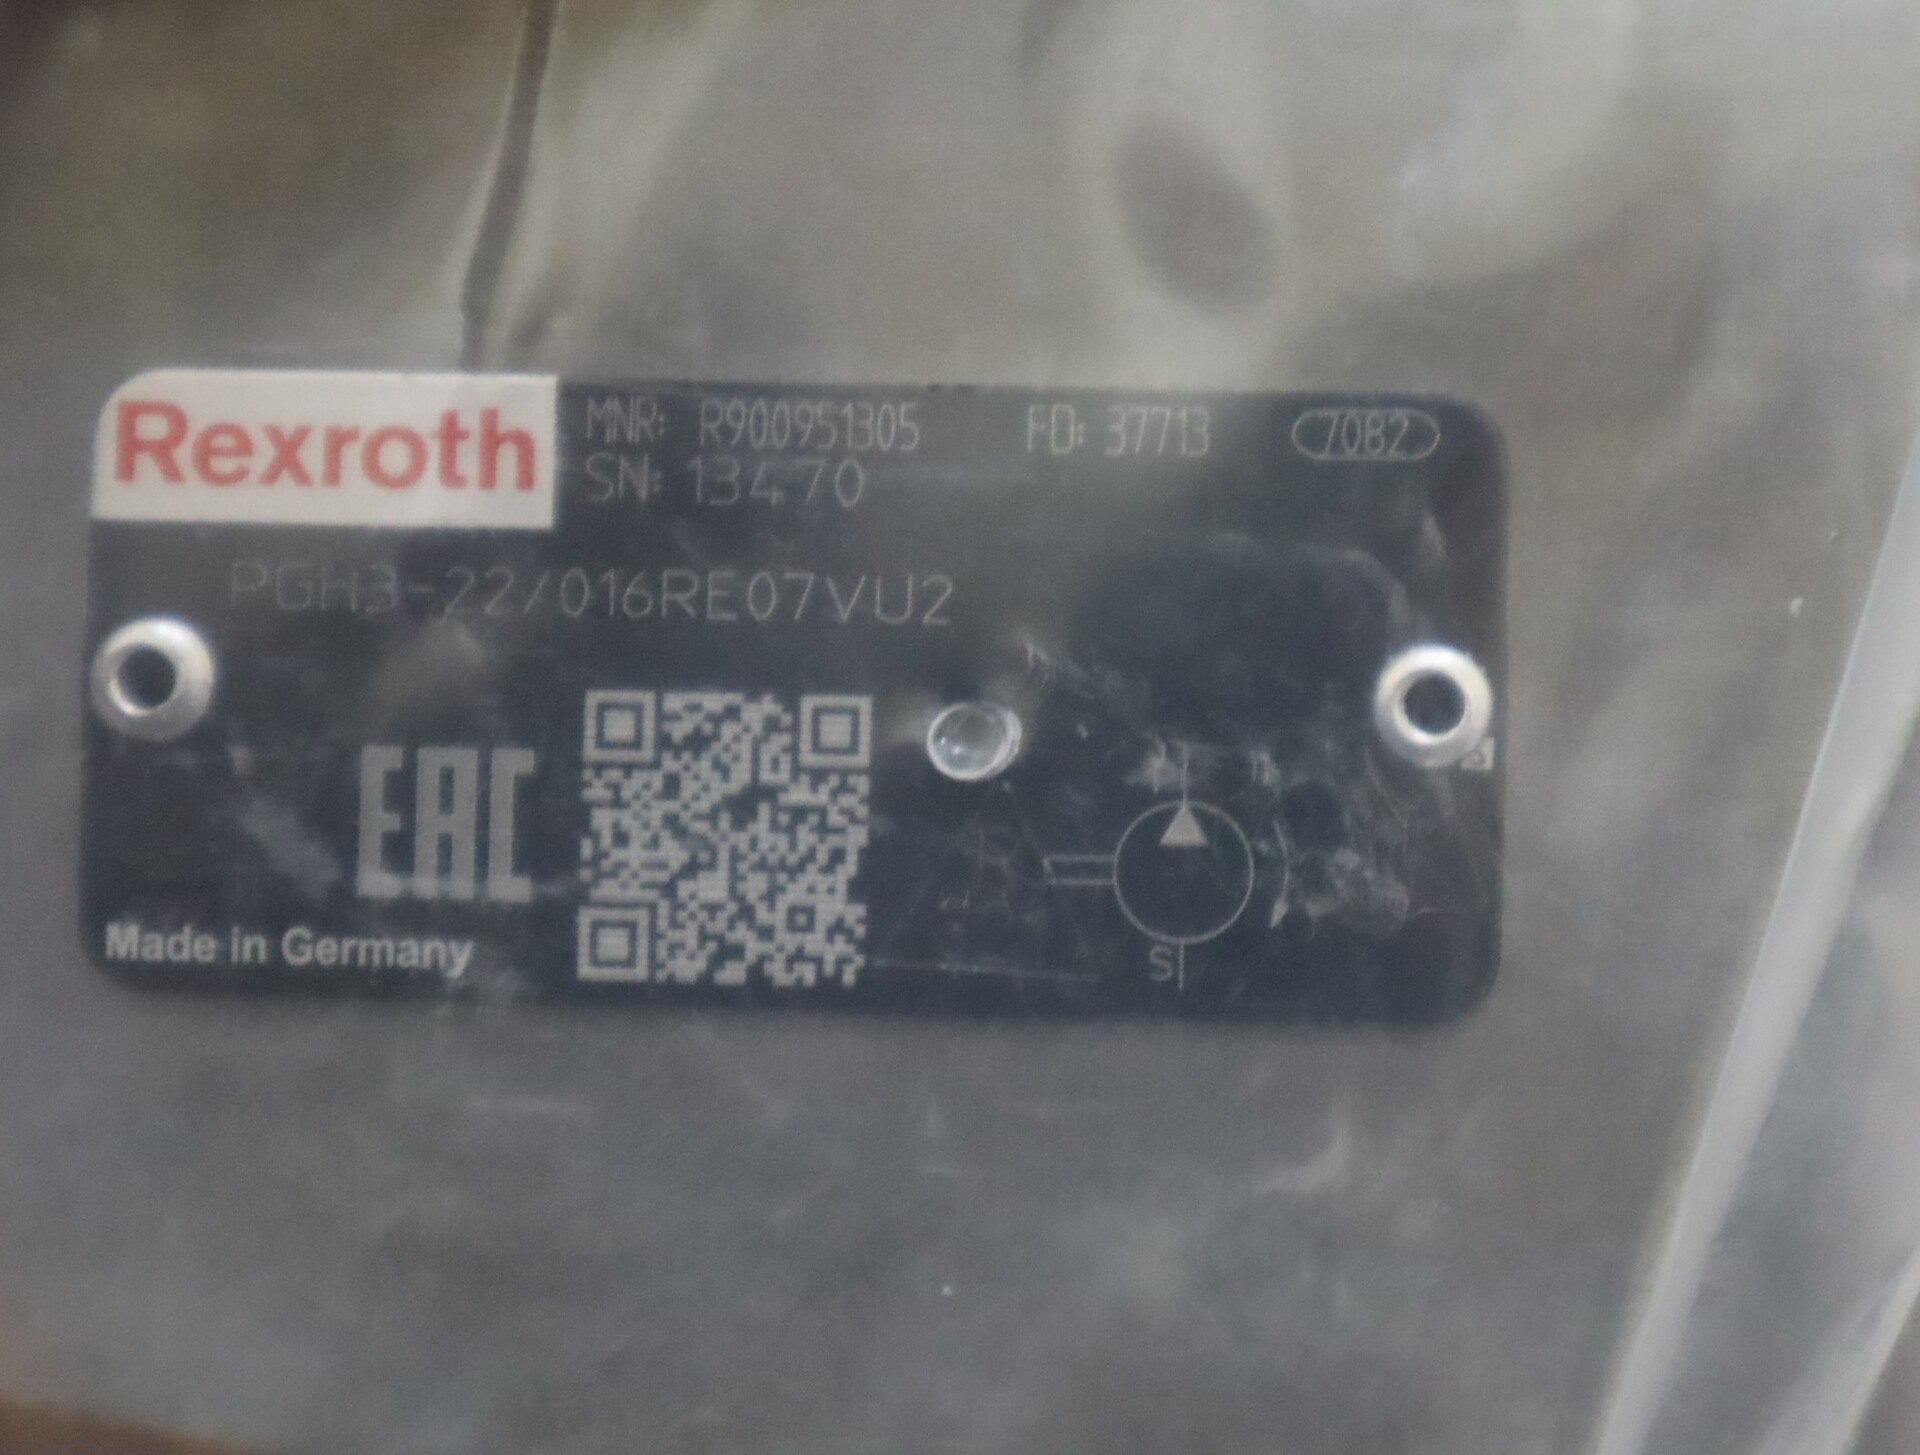 Rexroth
MNR: R900951305 FD: 37713 7082
SN: 13470
PGH3-22/016RE07VU2
EAC
Made in Germany
S